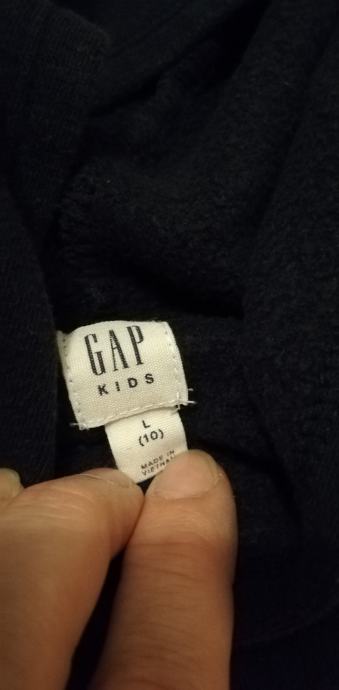 GAP
KIDS
L
(10)
MADE IN
VIETNAM